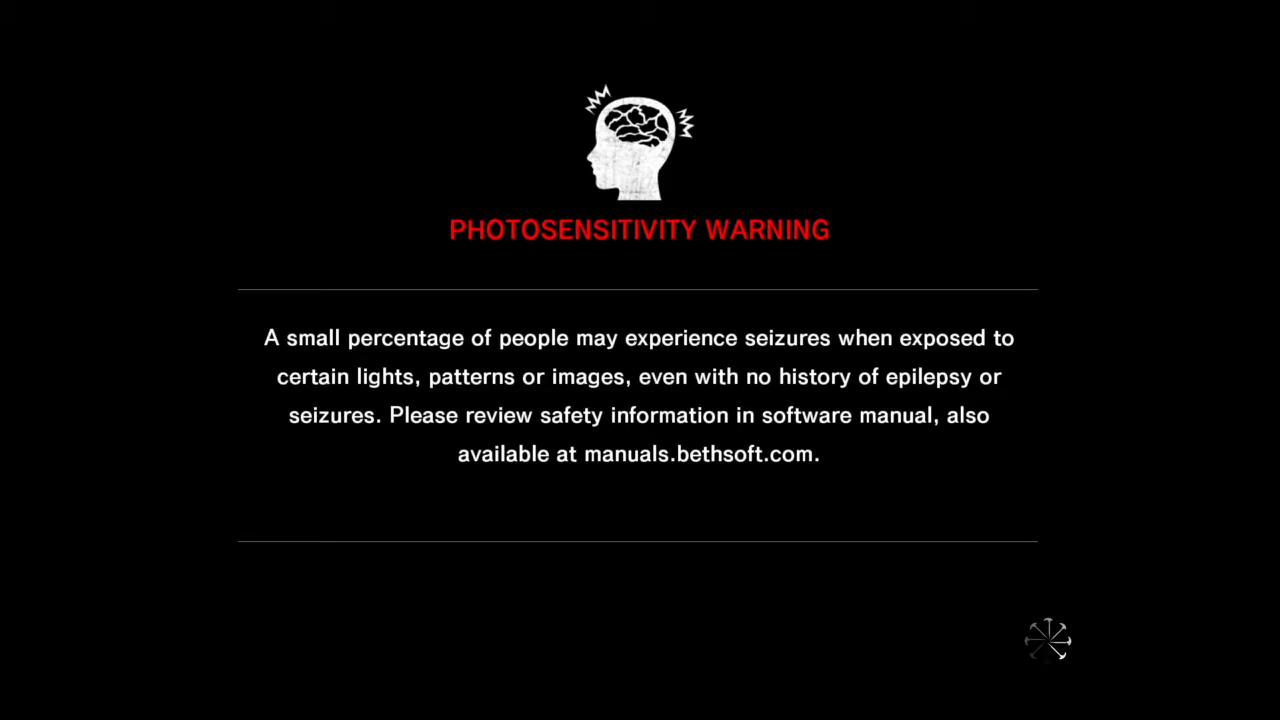 PHOTOSENSITIVITY WARNING
A small percentage of people may experience seizures when exposed to
certain lights, patterns or images, even with no history of epilepsy or
seizures. Please review safety information in software manual, also
available at manuals.bethsoft.com.